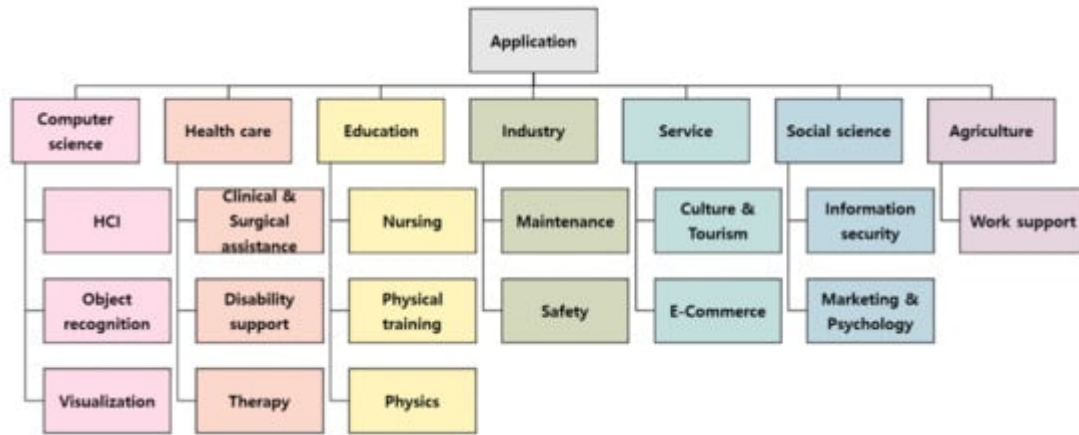 Application
Computer
science
Health care
Education
Industry
Service
Social science
Agriculture
HCI
Clinical &
Surgical
assistance
Nursing
Maintenance
Culture &
Tourism
Information
security
Work support
Object
recognition
Disability
support
Physical
training
Safety
E-Commerce
Marketing &
Psychology
Visualization
Therapy
Physics